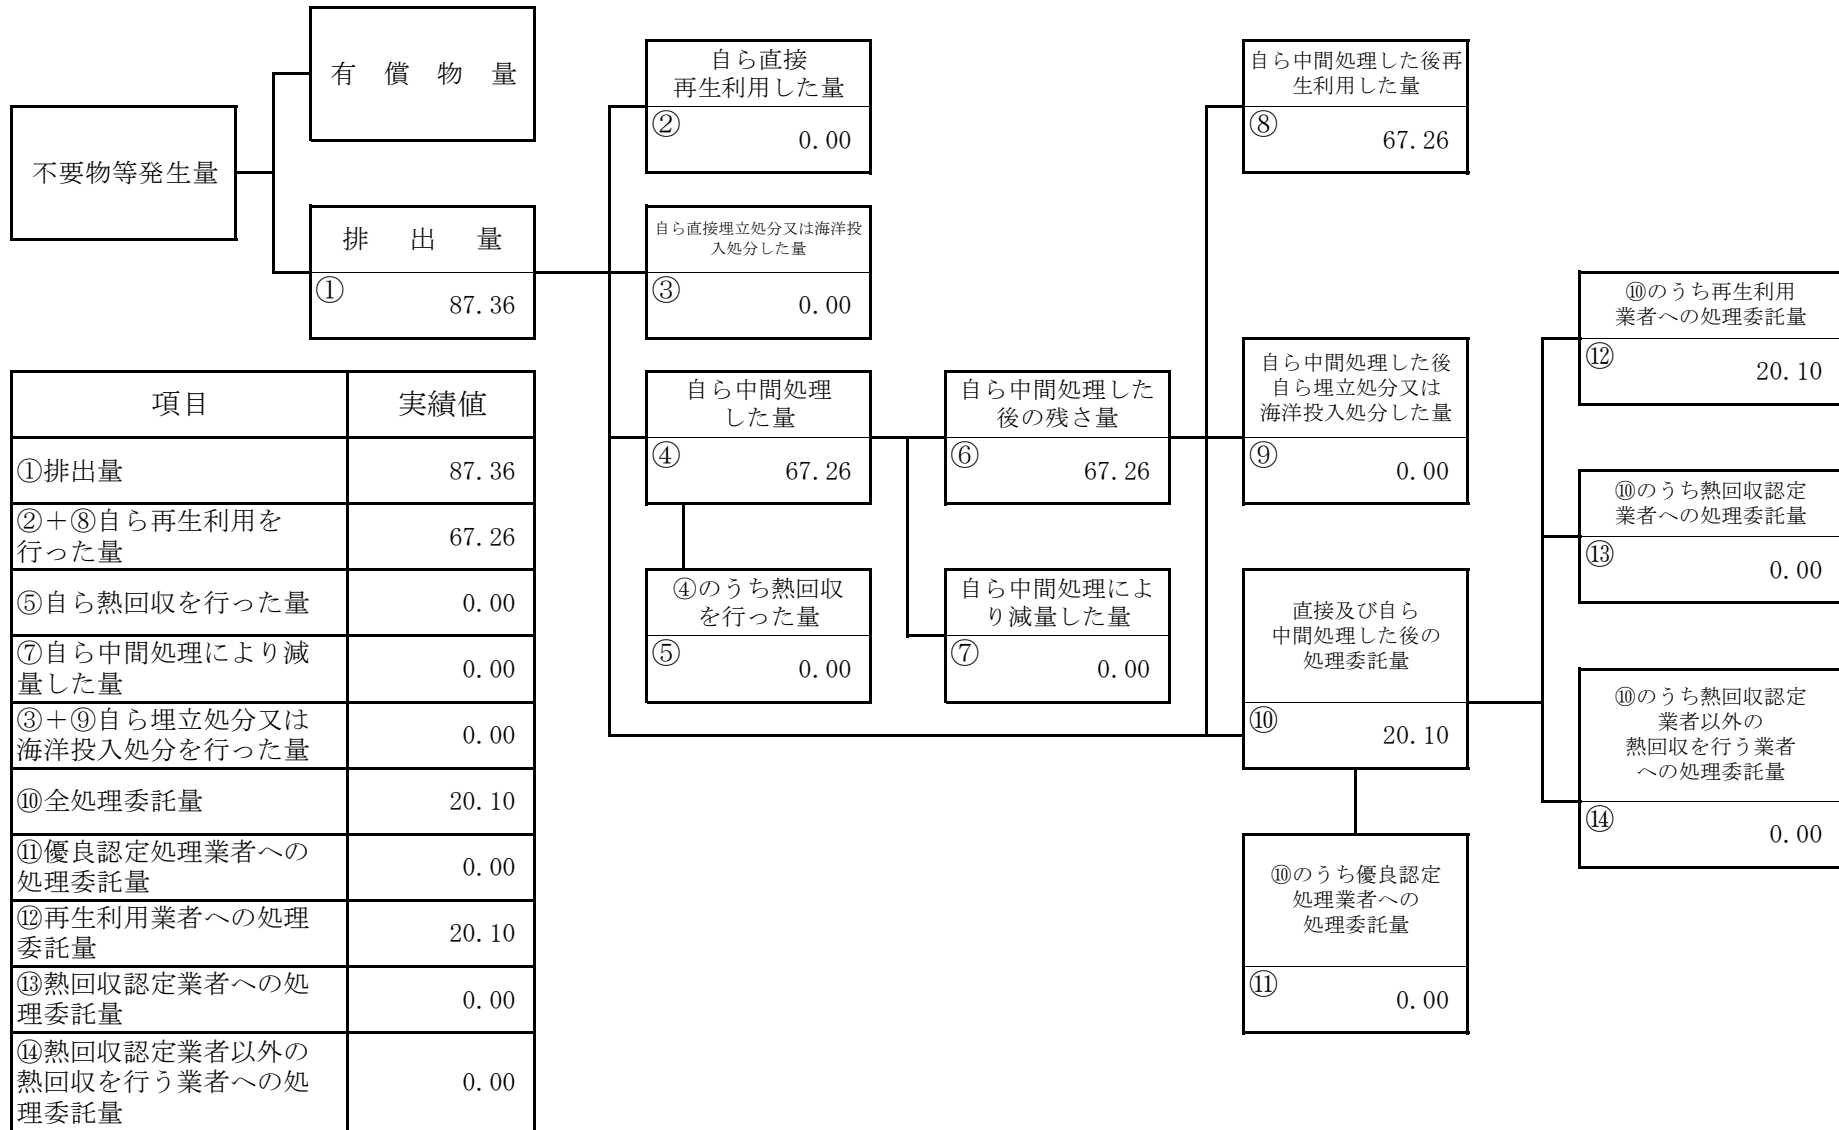 不要物等発生量
有　償　物　量
排　出　量
①
87.36
自ら直接
再生利用した量
②
0.00
自ら直接埋立処分又は海洋投
入処分した量
③
0.00
自ら中間処理
した量
④
67.26
④のうち熱回収
を行った量
⑤
0.00
自ら中間処理した
後の残さ量
⑥
67.26
自ら中間処理によ
り減量した量
⑦
0.00
自ら中間処理した後再
生利用した量
⑧
67.26
自ら中間処理した後
自ら埋立処分又は
海洋投入処分した量
⑨
0.00
直接及び自ら
中間処理した後の
処理委託量
⑩
20.10
⑩のうち優良認定
処理業者への
処理委託量
⑪
0.00
⑩のうち再生利用
業者への処理委託量
⑫
20.10
⑩のうち熱回収認定
業者への処理委託量
⑬
0.00
⑩のうち熱回収認定
業者以外の
熱回収を行う業者
への処理委託量
⑭
0.00
項目 実績値
①排出量 87.36
②＋⑧自ら再生利用を
行った量 67.26
⑤自ら熱回収を行った量 0.00
⑦自ら中間処理により減
量した量 0.00
③＋⑨自ら埋立処分又は
海洋投入処分を行った量 0.00
⑩全処理委託量 20.10
⑪優良認定処理業者への
処理委託量 0.00
⑫再生利用業者への処理
委託量 20.10
⑬熱回収認定業者への処
理委託量 0.00
⑭熱回収認定業者以外の
熱回収を行う業者への処
理委託量 0.00